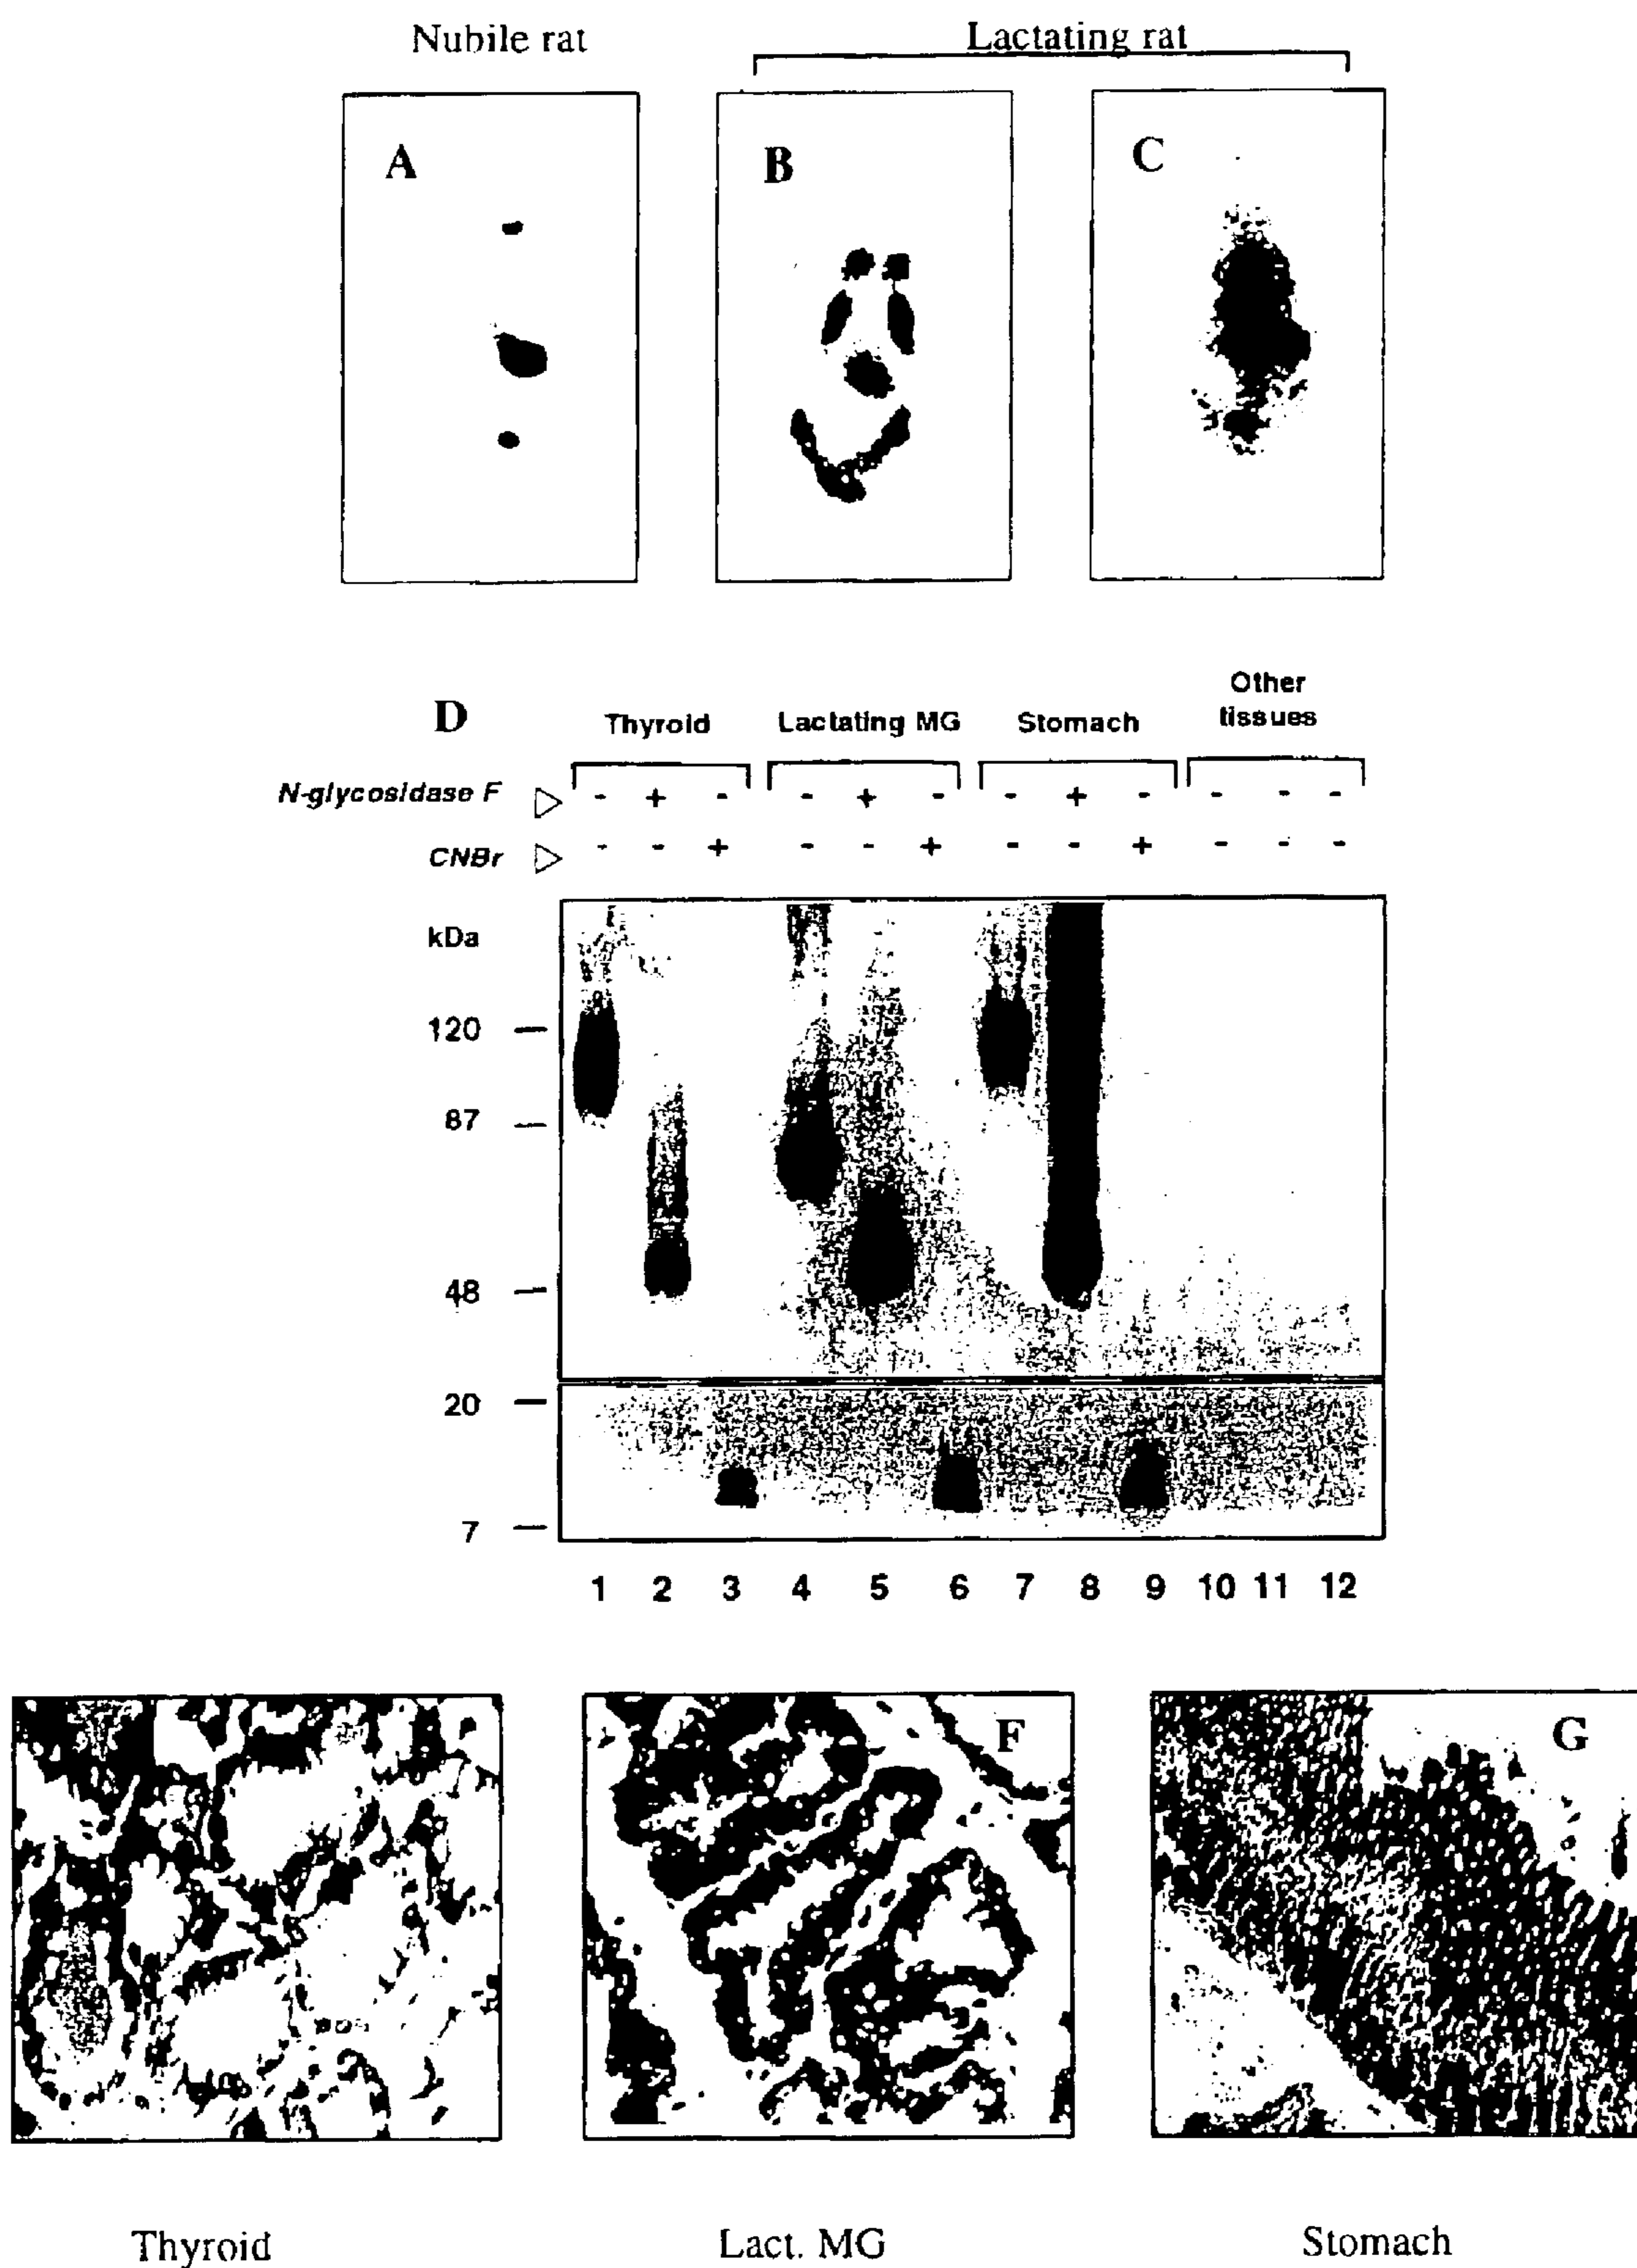 Nubile rat
Lactating rat
A
B
C
D
Thyroid
Lactating MG
Stomach
Other
tissues
N-glycosidase F - + - - + - - + - - - -
CNBr - - + - - + - - + - - -
kDa
120
87
48
20
7
1 2 3 4 5 6 7 8 9 10 11 12
F
G
Thyroid
Lact. MG
Stomach